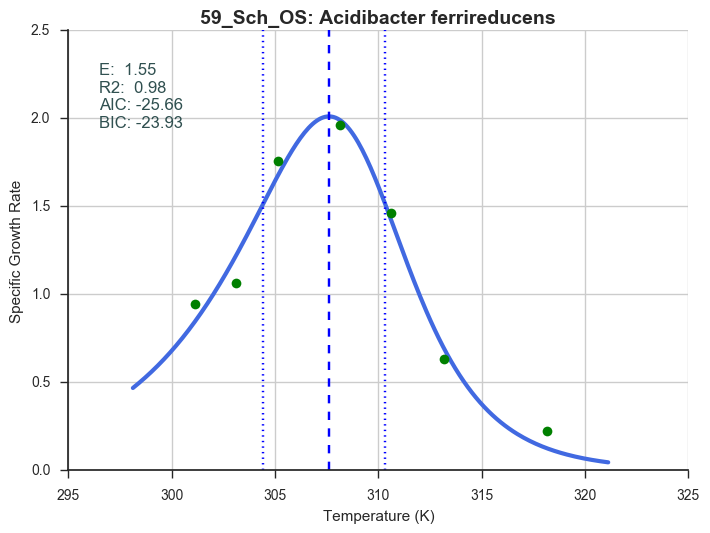 59_Sch_OS: Acidibacter ferrireducens
E:  1.55
R2:  0.98
AIC: -25.66
BIC: -23.93
2.5
2.0
1.5
1.0
0.5
0.0
Specific Growth Rate
295 300 305 310 315 320 325
Temperature (K)